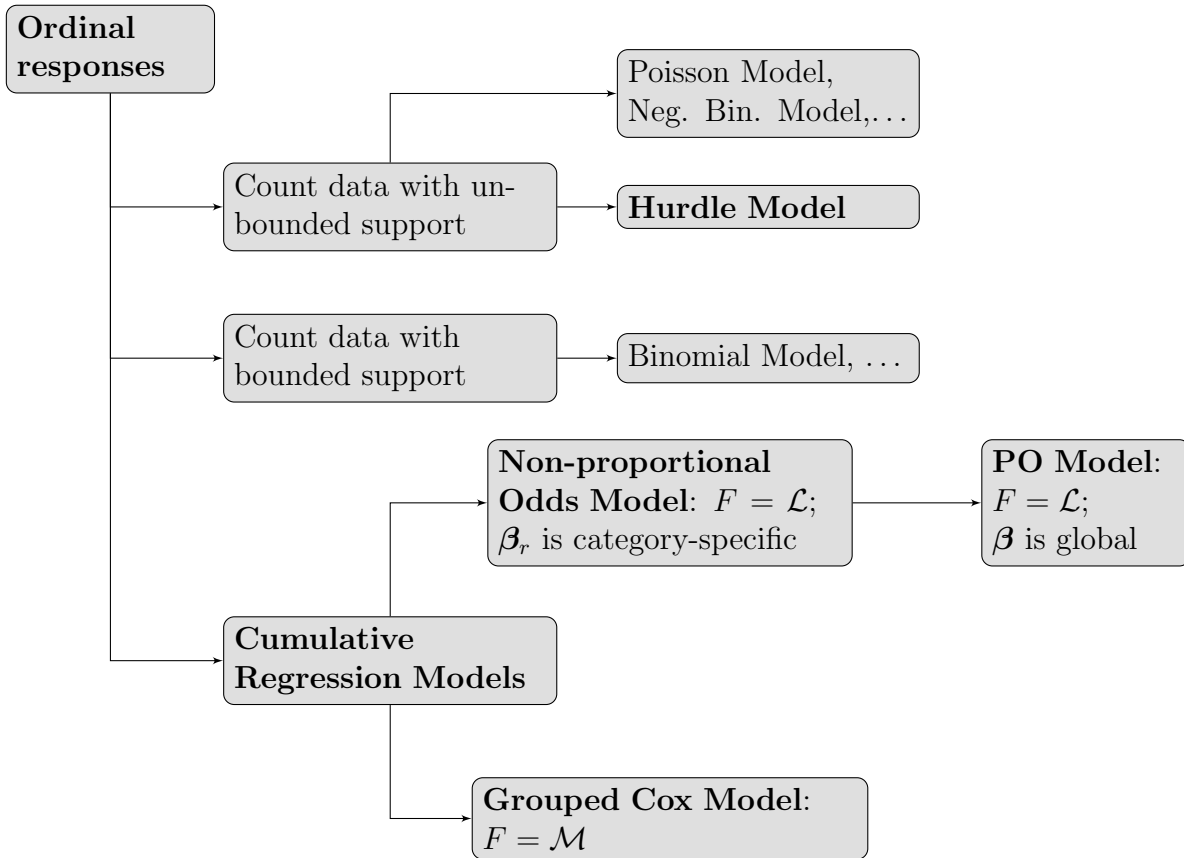 Ordinal
responses
Poisson Model,
Neg. Bin. Model,...
Count data with un-
bounded support
Hurdle Model
Count data with
bounded support
Binomial Model, ...
Non-proportional
Odds Model: F = ℒ;
β_r is category-specific
PO Model:
F = ℒ;
β is global
Cumulative
Regression Models
Grouped Cox Model:
F = ℳ